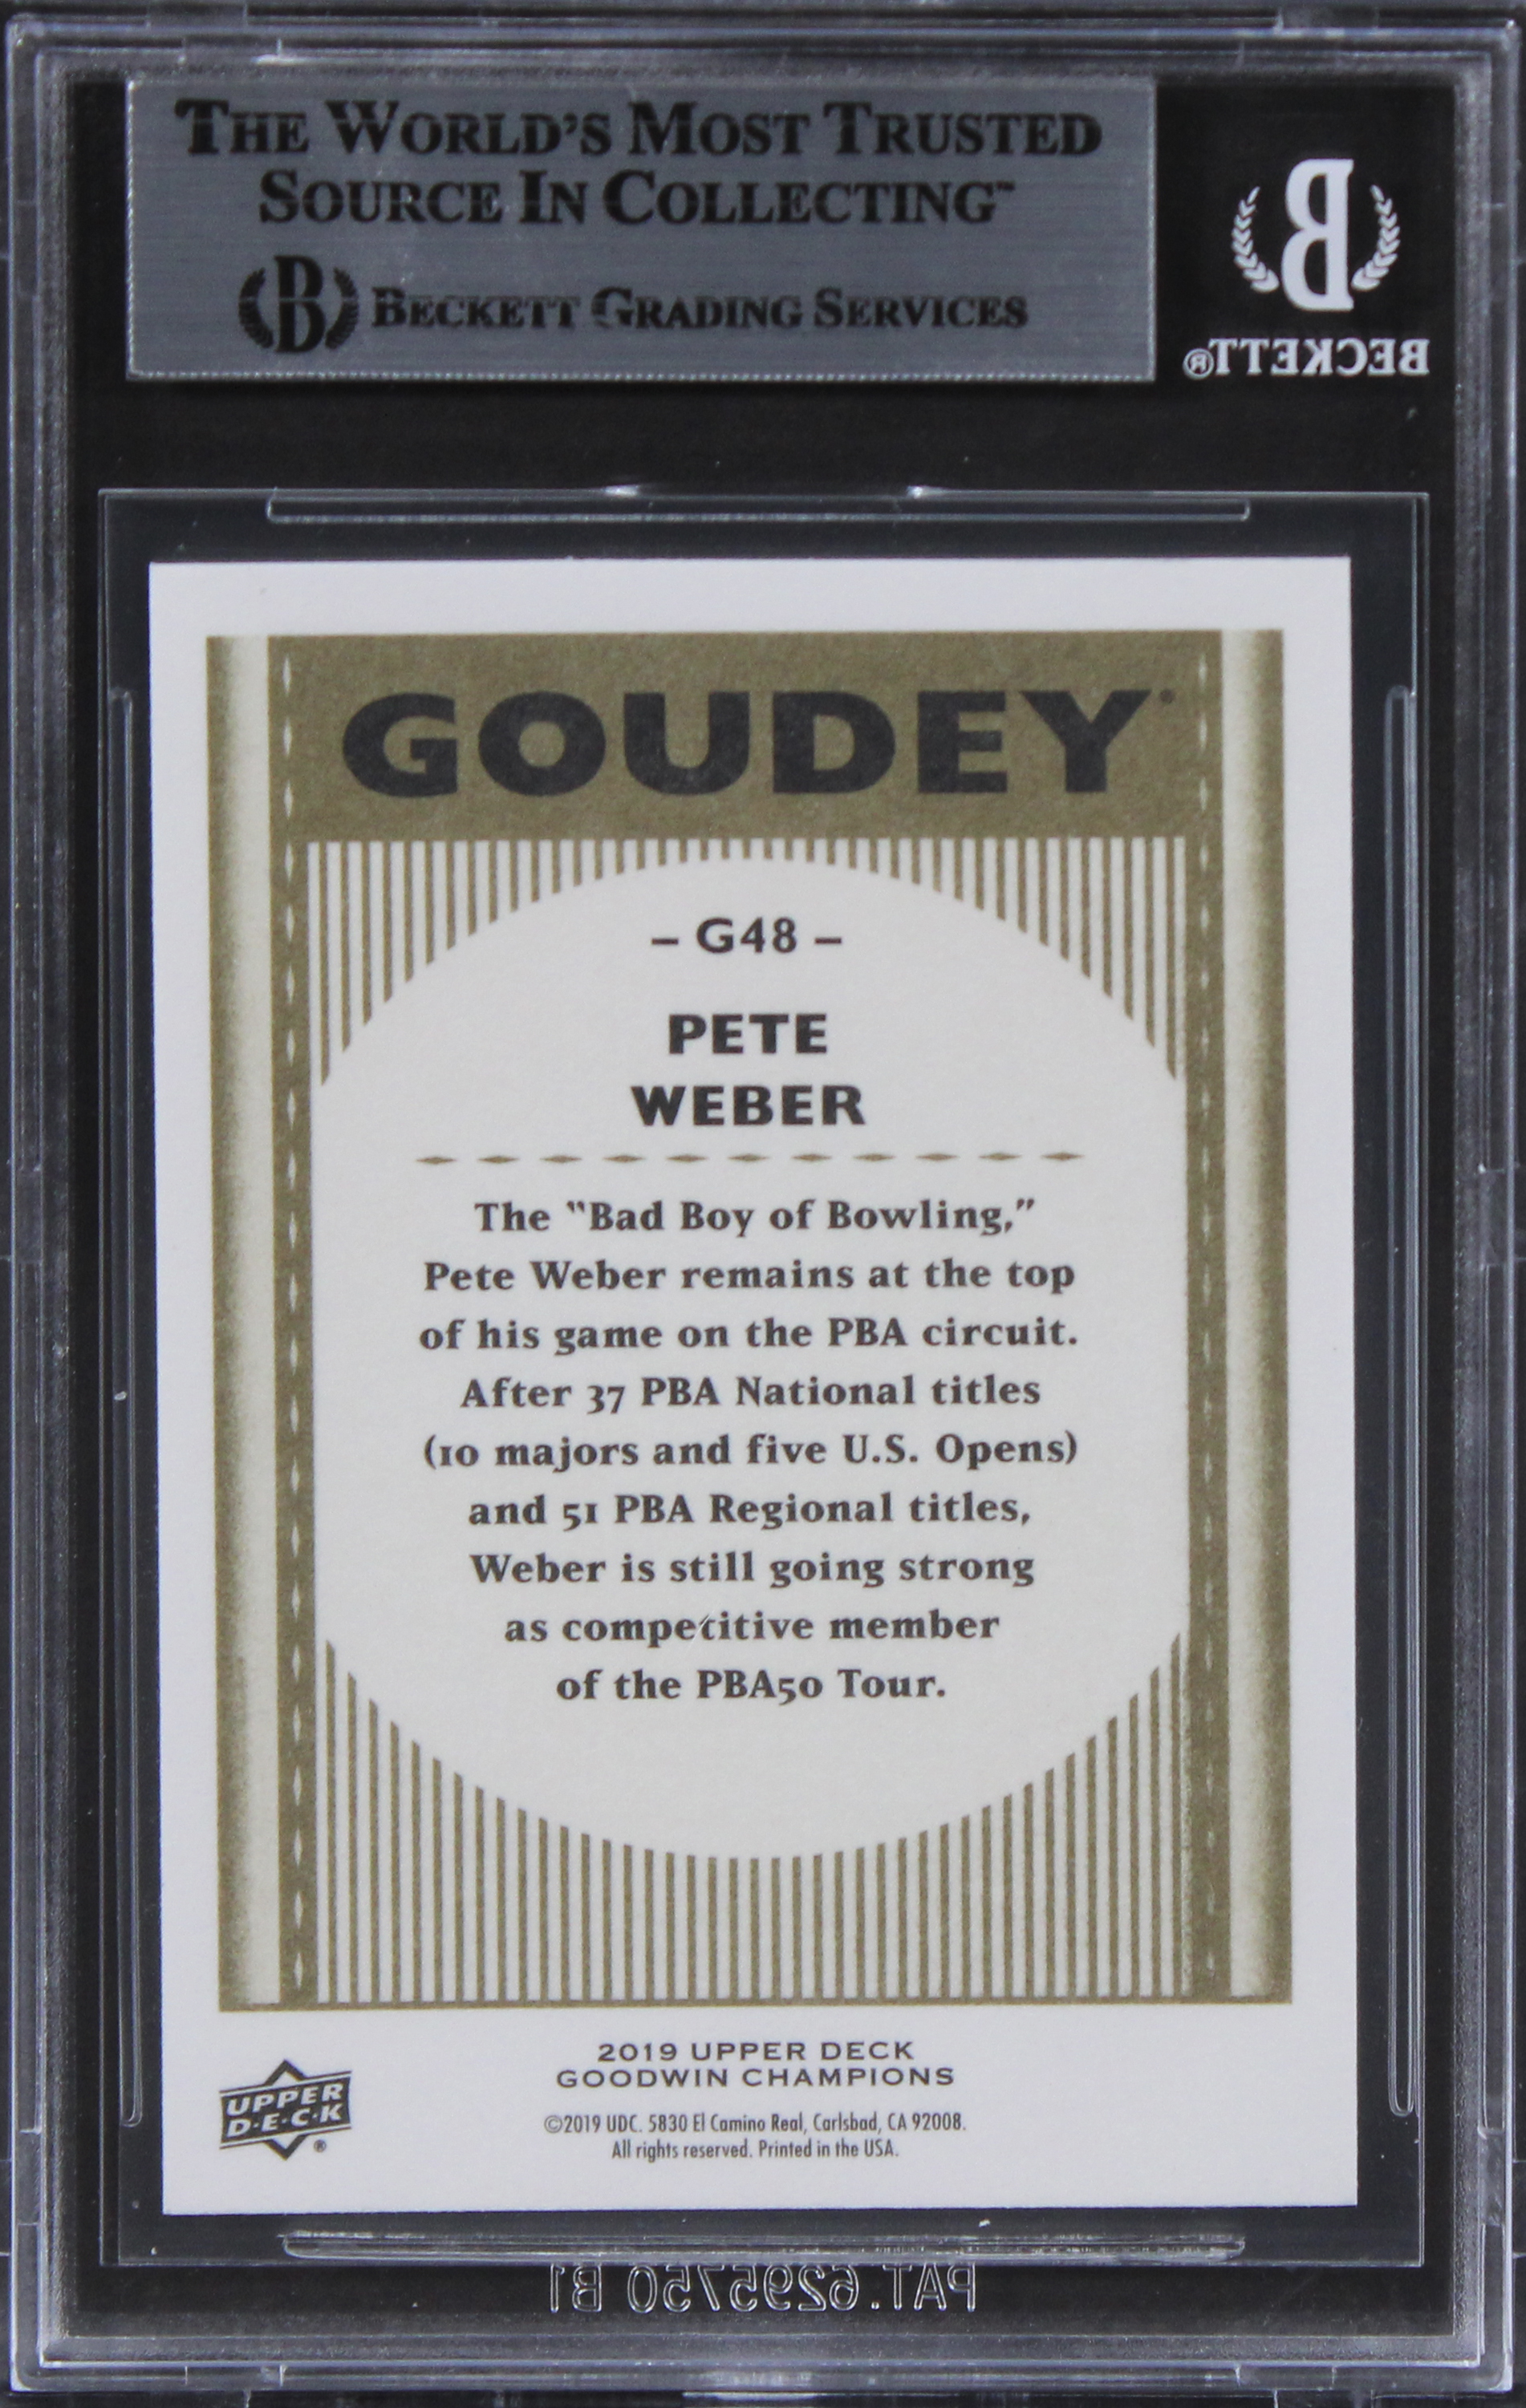 THE WORLD'S MOST TRUSTED
SOURCE IN COLLECTING™
B BECKETT GRADING SERVICES
B
BECKETT®
GOUDEY®
– G48 –
PETE
WEBER
The "Bad Boy of Bowling,"
Pete Weber remains at the top
of his game on the PBA circuit.
After 37 PBA National titles
(10 majors and five U.S. Opens)
and 51 PBA Regional titles,
Weber is still going strong
as competitive member
of the PBA50 Tour.
UPPER
D·E·C·K
®
2019 UPPER DECK
GOODWIN CHAMPIONS
©2019 UDC. 5830 El Camino Real, Carlsbad, CA 92008.
All rights reserved. Printed in the USA.
PAT.6295750 B1